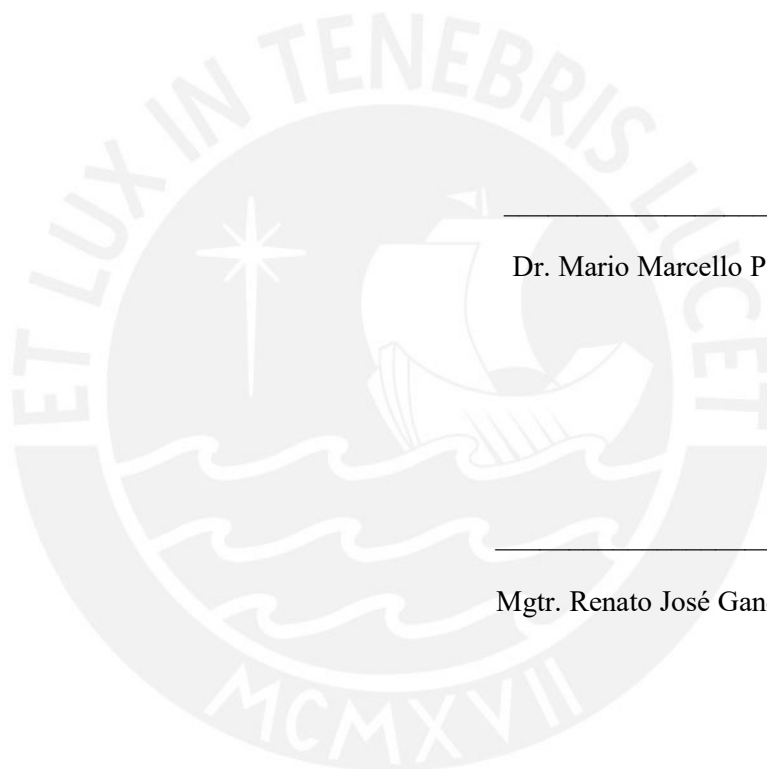 ET LUX IN TENEBRIS LUCET
Dr. Mario Marcello P
Mgtr. Renato José Gan
MCMXVII